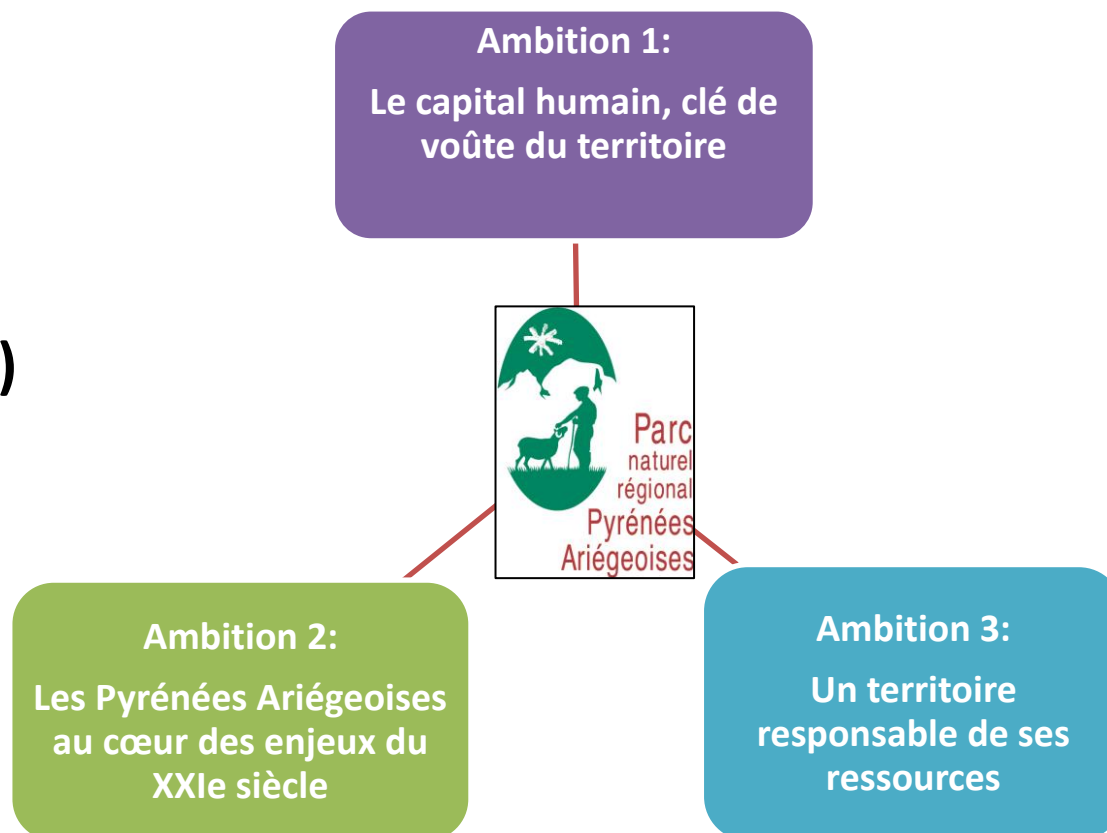 Ambition 1:
Le capital humain, clé de
voûte du territoire
)
Parc
naturel
régional
Pyrénées
Ariégeoises
Ambition 2:
Les Pyrénées Ariégeoises
au cœur des enjeux du
XXIe siècle
Ambition 3:
Un territoire
responsable de ses
ressources